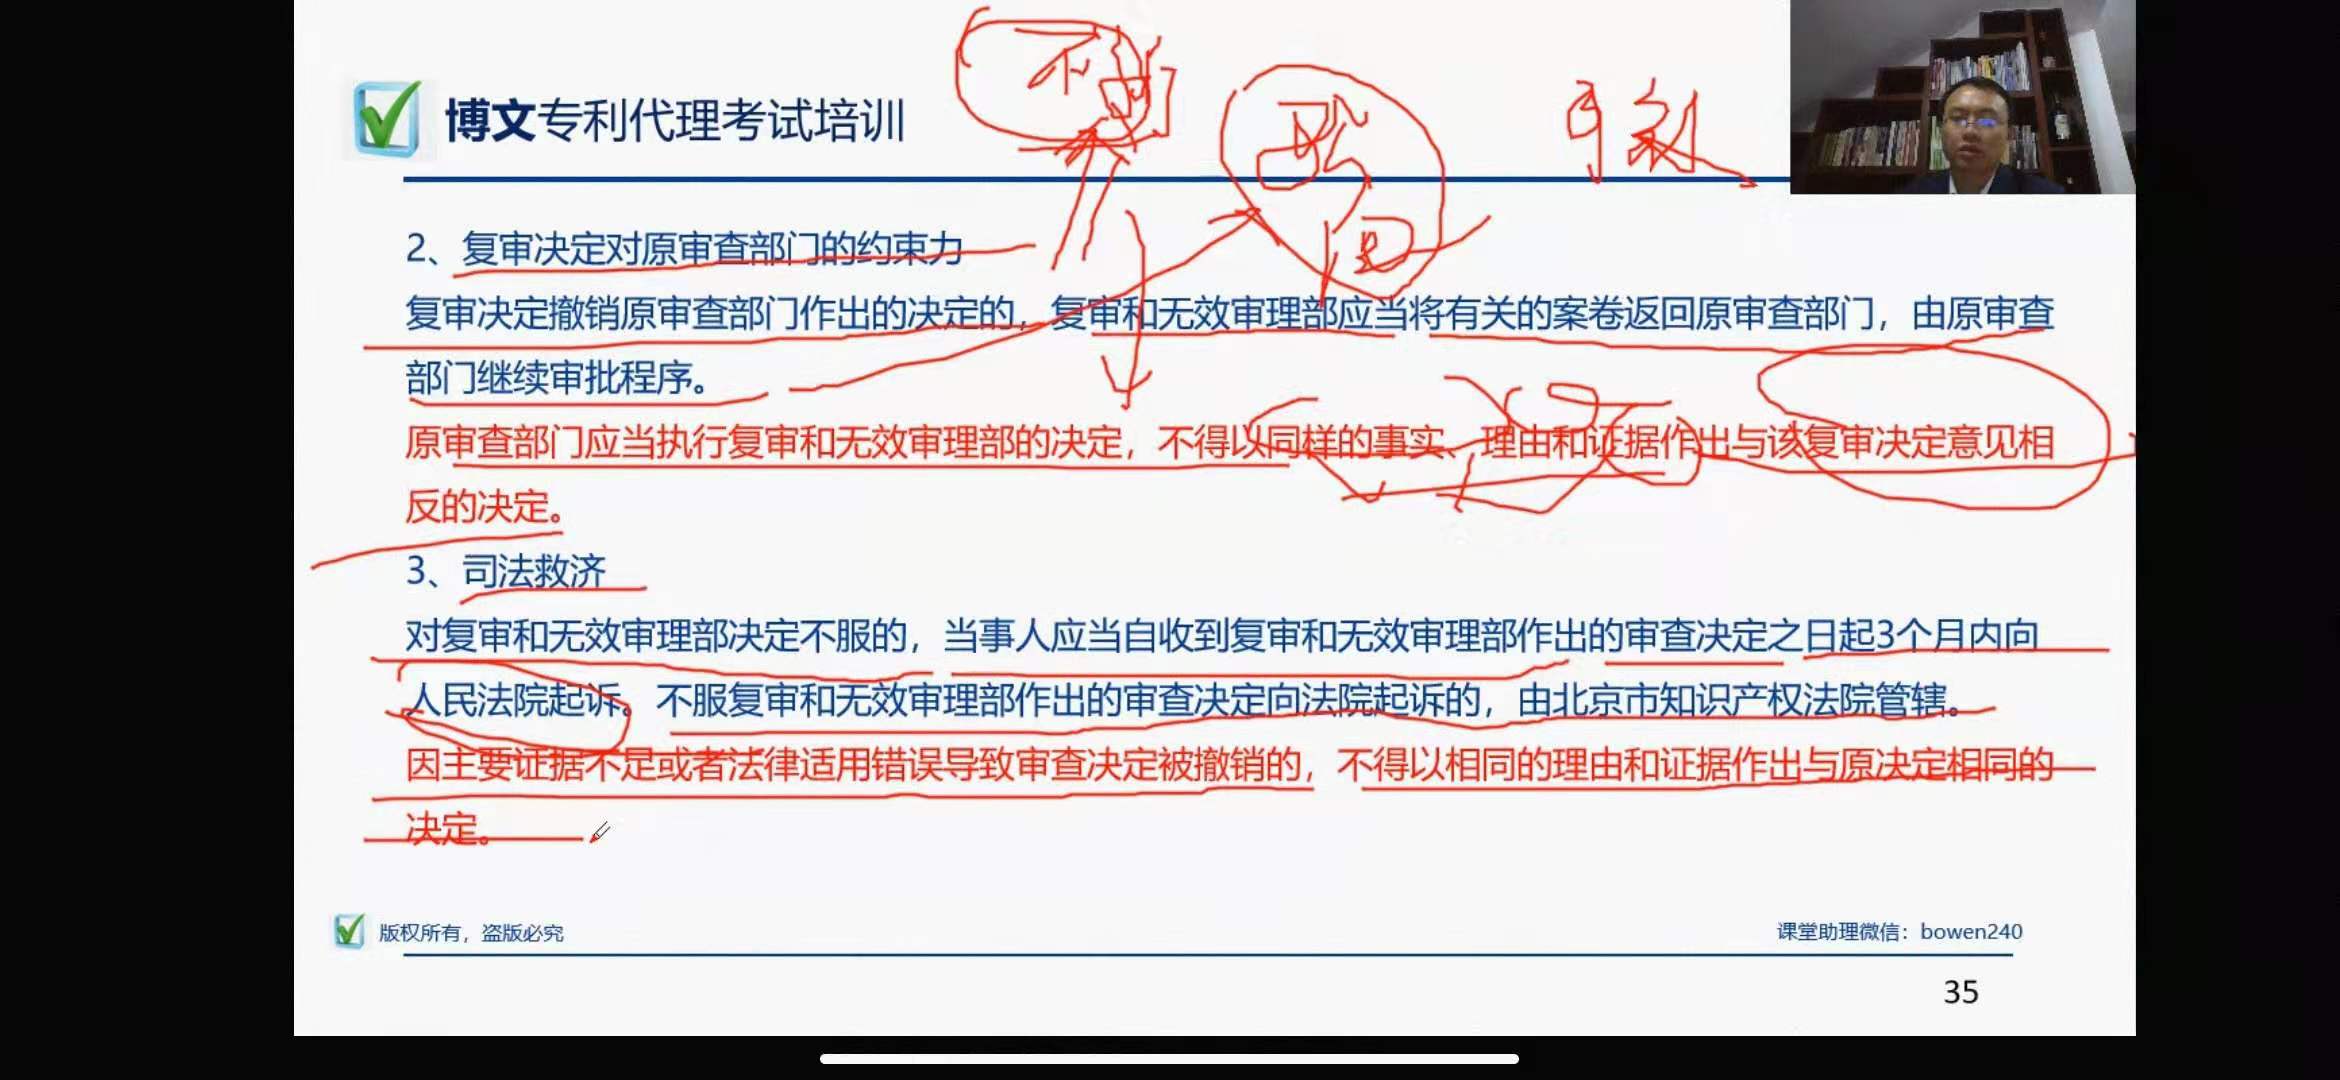 博文专利代理考试培训
2、复审决定对原审查部门的约束力
复审决定撤销原审查部门作出的决定的，复审和无效审理部应当将有关的案卷返回原审查部门，由原审查
部门继续审批程序。
原审查部门应当执行复审和无效审理部的决定，不得以同样的事实、理由和证据作出与该复审决定意见相
反的决定。
3、司法救济
对复审和无效审理部决定不服的，当事人应当自收到复审和无效审理部作出的审查决定之日起3个月内向
人民法院起诉。不服复审和无效审理部作出的审查决定向法院起诉的，由北京市知识产权法院管辖。
因主要证据不足或者法律适用错误导致审查决定被撤销的，不得以相同的理由和证据作出与原决定相同的
决定。
版权所有，盗版必究
课堂助理微信：bowen240
35